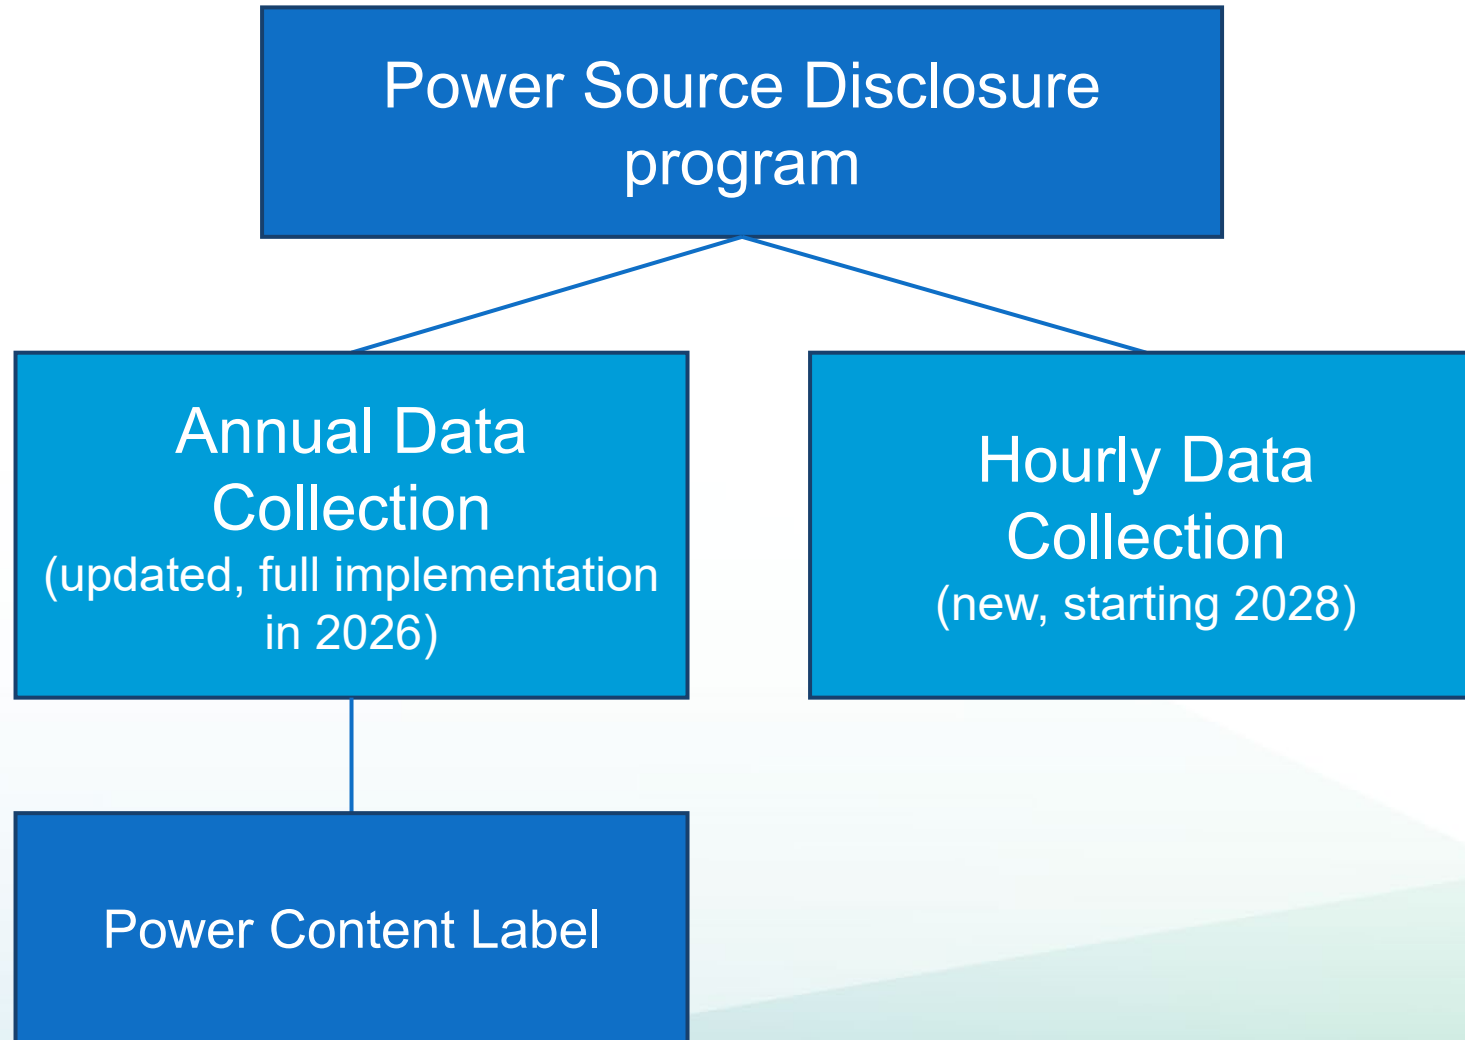 Power Source Disclosure
program
Annual Data
Collection
(updated, full implementation
in 2026)
Hourly Data
Collection
(new, starting 2028)
Power Content Label